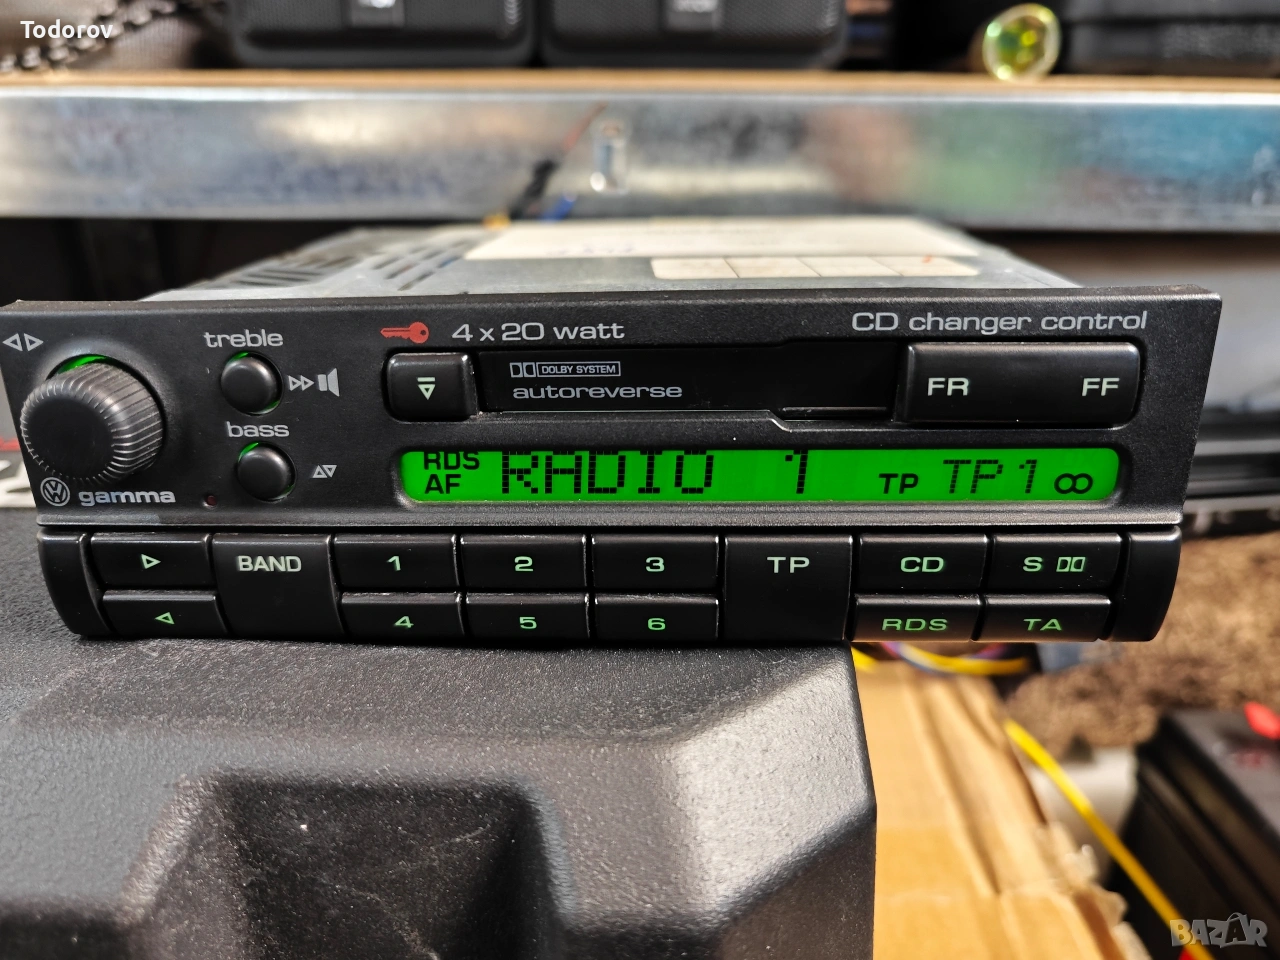 Todorov
treble
4 x 20 watt
CD changer control
DOLBY SYSTEM
autoreverse
FR
FF
bass
RDS
AF
RADIO 1
TP
TP1
gamma
BAND
1
2
3
TP
CD
S
4
5
6
RDS
TA
BAZAR